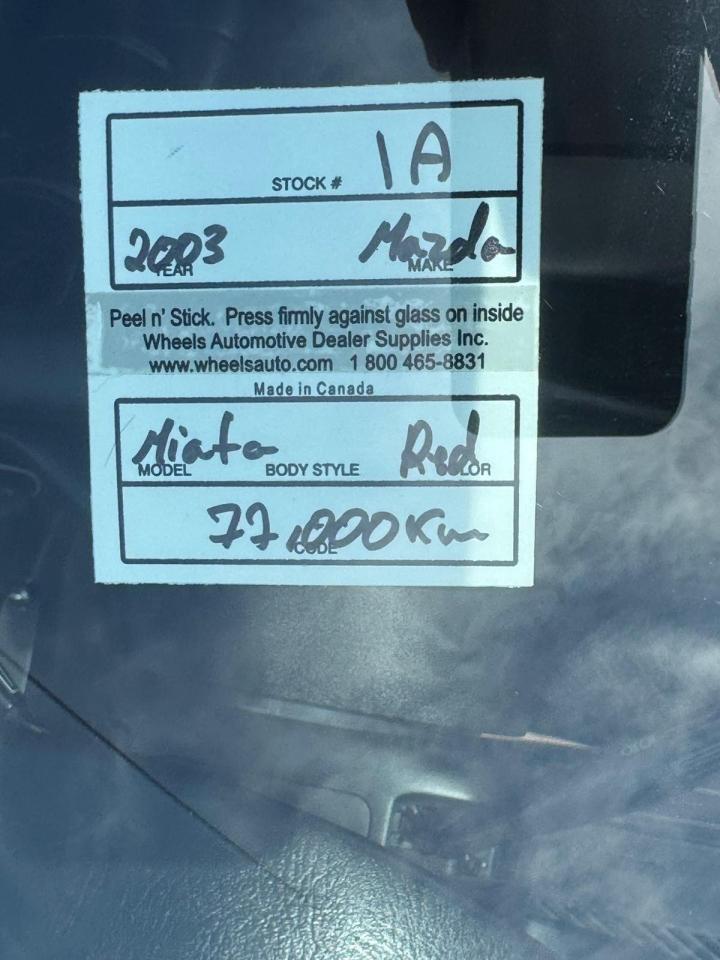 STOCK # 1A
2003 Mazda
YEAR MAKE
Peel n' Stick. Press firmly against glass on inside
Wheels Automotive Dealer Supplies Inc.
www.wheelsauto.com 1 800 465-8831
Made in Canada
Miata Red
MODEL BODY STYLE COLOR
77,000 Km
CODE